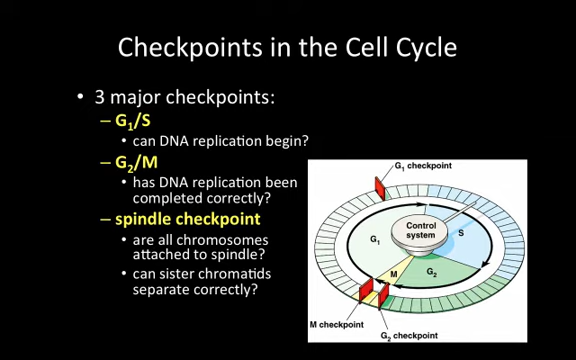 Checkpoints in the Cell Cycle
• 3 major checkpoints:
– G₁/S
• can DNA replication begin?
– G₂/M
• has DNA replication been
completed correctly?
– spindle checkpoint
• are all chromosomes
attached to spindle?
• can sister chromatids
separate correctly?
G₁ checkpoint
Control
system
S
G₁
M
G₂
M checkpoint
G₂ checkpoint